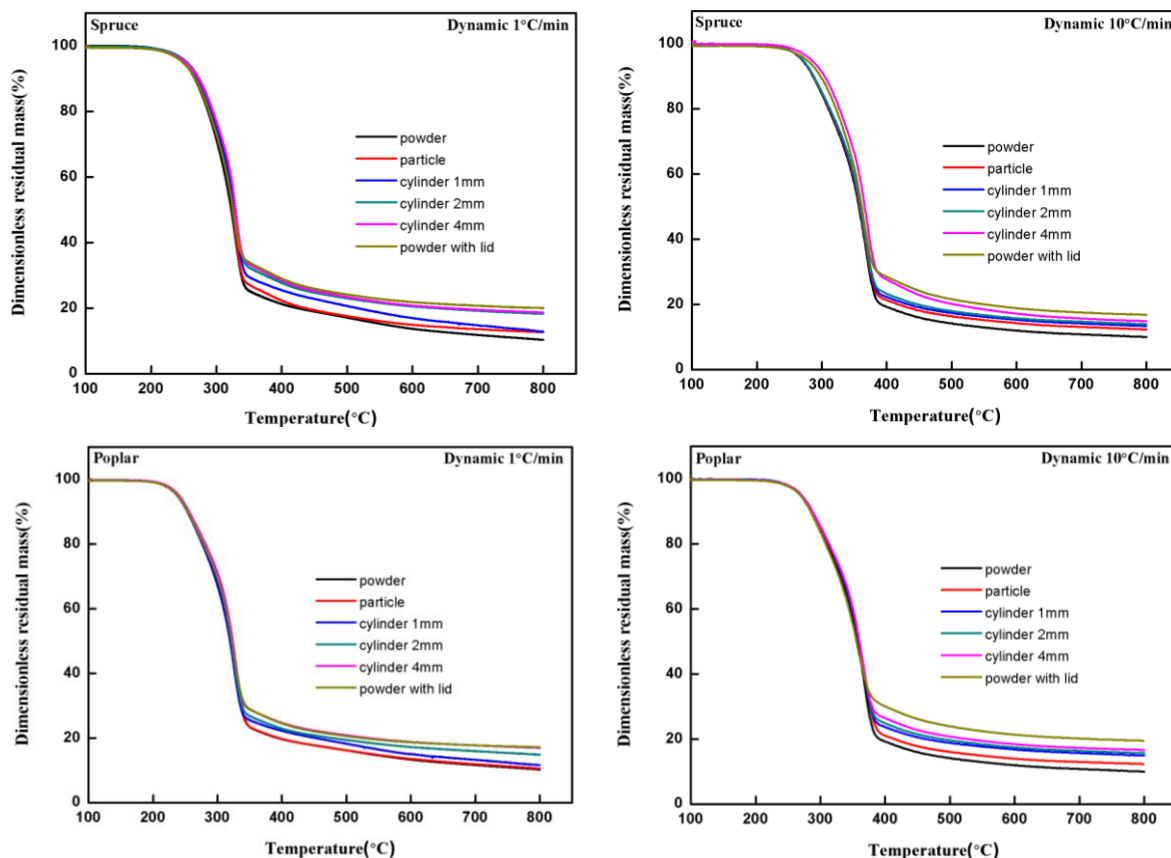 Spruce Dynamic 1°C/min
Dimensionless residual mass(%)
100
80
60
40
20
0
powder
particle
cylinder 1mm
cylinder 2mm
cylinder 4mm
powder with lid
100 200 300 400 500 600 700 800
Temperature(°C)
Spruce Dynamic 10°C/min
Dimensionless residual mass(%)
100
80
60
40
20
0
powder
particle
cylinder 1mm
cylinder 2mm
cylinder 4mm
powder with lid
100 200 300 400 500 600 700 800
Temperature(°C)
Poplar Dynamic 1°C/min
Dimensionless residual mass(%)
100
80
60
40
20
0
powder
particle
cylinder 1mm
cylinder 2mm
cylinder 4mm
powder with lid
100 200 300 400 500 600 700 800
Temperature(°C)
Poplar Dynamic 10°C/min
Dimensionless residual mass(%)
100
80
60
40
20
0
powder
particle
cylinder 1mm
cylinder 2mm
cylinder 4mm
powder with lid
100 200 300 400 500 600 700 800
Temperature(°C)